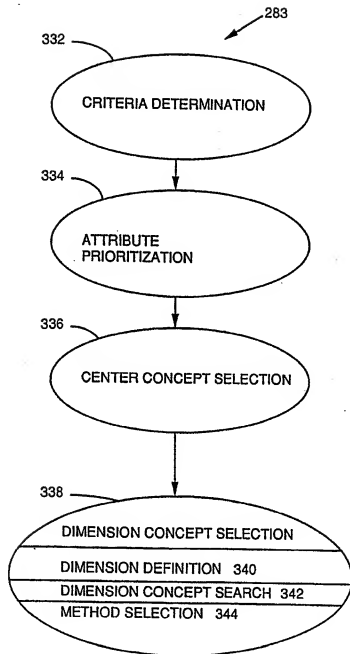 283
332
CRITERIA DETERMINATION
334
ATTRIBUTE
PRIORITIZATION
336
CENTER CONCEPT SELECTION
338
DIMENSION CONCEPT SELECTION
DIMENSION DEFINITION 340
DIMENSION CONCEPT SEARCH 342
METHOD SELECTION 344